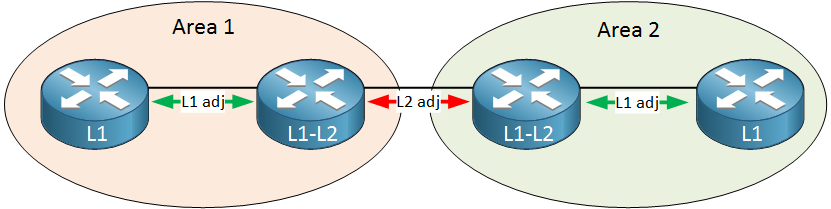 Area 1
Area 2
L1 adj
L2 adj
L1 adj
L1
L1-L2
L1-L2
L1